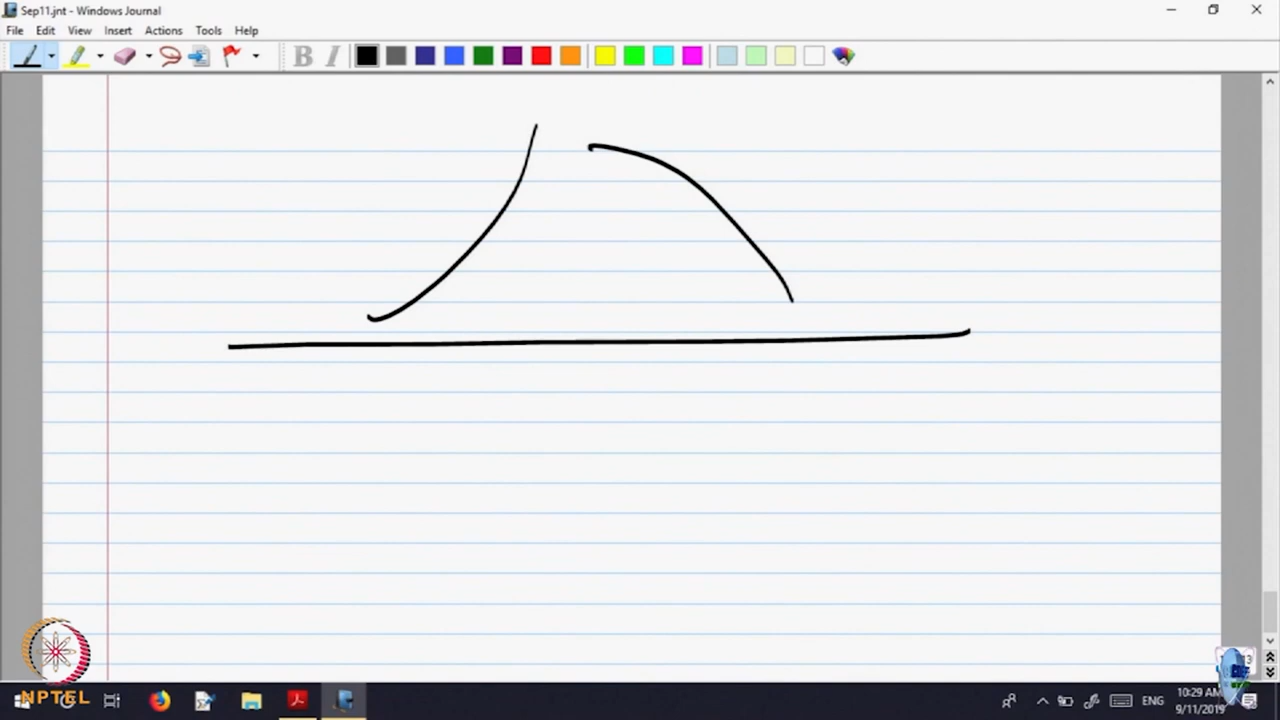 Sep11.jnt - Windows Journal
File Edit View Insert Actions Tools Help
B I
NPTEL
ENG
10:29 AM
9/11/2019